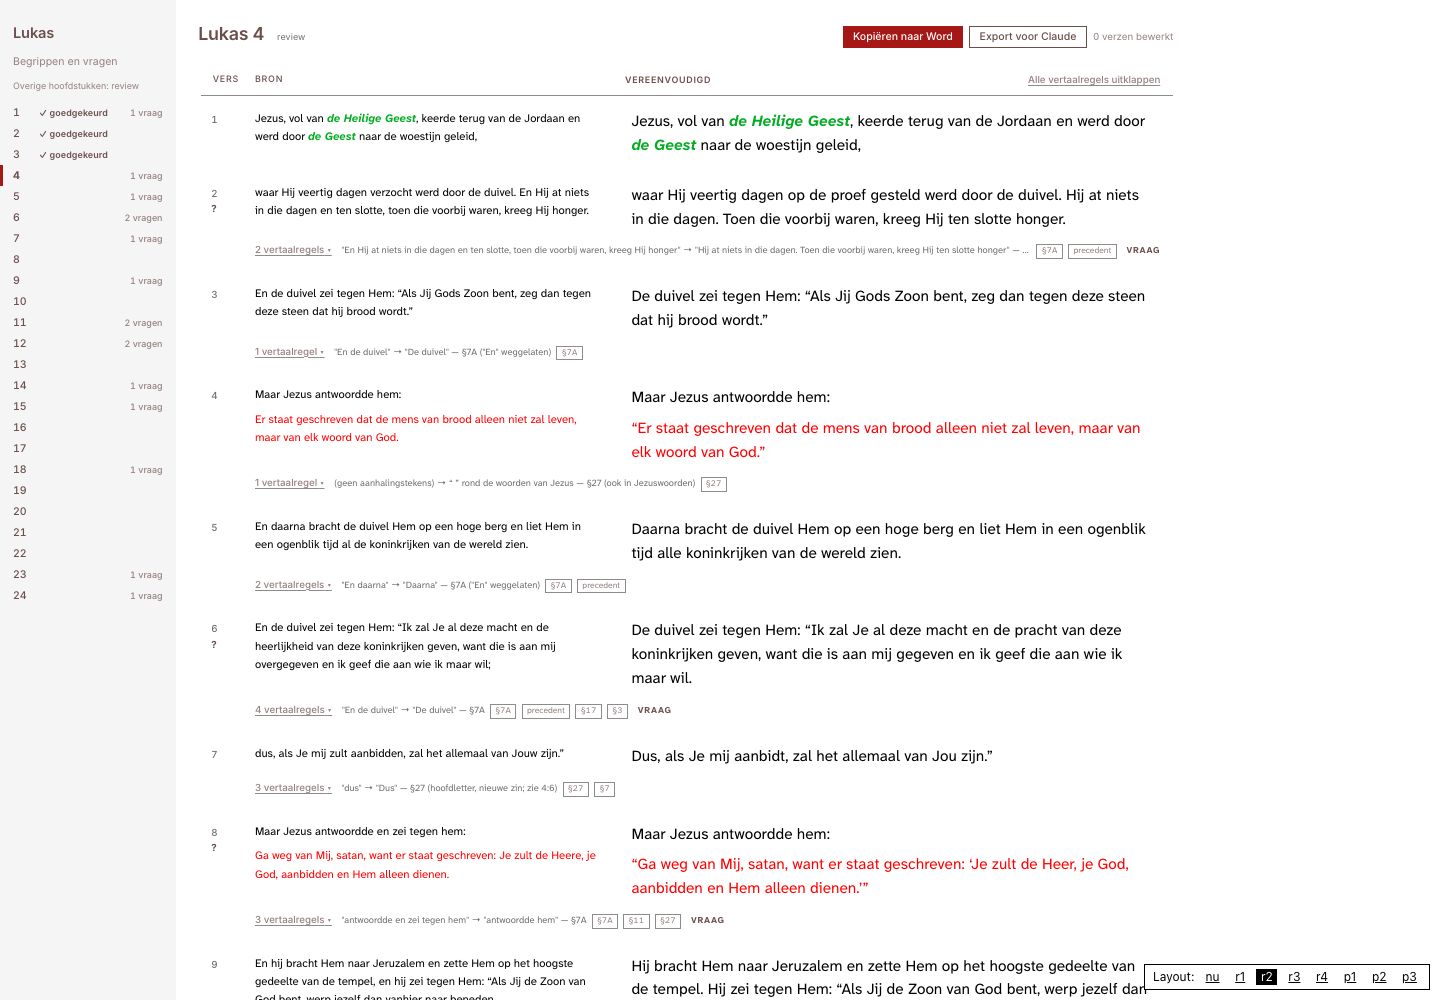 Lukas
Begrippen en vragen
Overige hoofdstukken: review
1 ✓ goedgekeurd 1 vraag
2 ✓ goedgekeurd
3 ✓ goedgekeurd
4 1 vraag
5 1 vraag
6 2 vragen
7 1 vraag
8
9 1 vraag
10
11 2 vragen
12 2 vragen
13
14 1 vraag
15 1 vraag
16
17
18 1 vraag
19
20
21
22
23 1 vraag
24 1 vraag
Lukas 4 review
Kopiëren naar Word Export voor Claude 0 verzen bewerkt
VERS BRON VEREENVOUDIGD Alle vertaalregels uitklappen
1
Jezus, vol van de Heilige Geest, keerde terug van de Jordaan en
werd door de Geest naar de woestijn geleid,
Jezus, vol van de Heilige Geest, keerde terug van de Jordaan en werd door
de Geest naar de woestijn geleid,
2
?
waar Hij veertig dagen verzocht werd door de duivel. En Hij at niets
in die dagen en ten slotte, toen die voorbij waren, kreeg Hij honger.
waar Hij veertig dagen op de proef gesteld werd door de duivel. Hij at niets
in die dagen. Toen die voorbij waren, kreeg Hij ten slotte honger.
2 vertaalregels ▾ "En Hij at niets in die dagen en ten slotte, toen die voorbij waren, kreeg Hij honger" → "Hij at niets in die dagen. Toen die voorbij waren, kreeg Hij ten slotte honger" — … §7A precedent VRAAG
3
En de duivel zei tegen Hem: “Als Jij Gods Zoon bent, zeg dan tegen
deze steen dat hij brood wordt.”
De duivel zei tegen Hem: “Als Jij Gods Zoon bent, zeg dan tegen deze steen
dat hij brood wordt.”
1 vertaalregel ▾ "En de duivel" → "De duivel" — §7A ("En" weggelaten) §7A
4
Maar Jezus antwoordde hem:
Er staat geschreven dat de mens van brood alleen niet zal leven,
maar van elk woord van God.
Maar Jezus antwoordde hem:
“Er staat geschreven dat de mens van brood alleen niet zal leven, maar van
elk woord van God.”
1 vertaalregel ▾ (geen aanhalingstekens) → “ ” rond de woorden van Jezus — §27 (ook in Jezuswoorden) §27
5
En daarna bracht de duivel Hem op een hoge berg en liet Hem in
een ogenblik tijd al de koninkrijken van de wereld zien.
Daarna bracht de duivel Hem op een hoge berg en liet Hem in een ogenblik
tijd alle koninkrijken van de wereld zien.
2 vertaalregels ▾ "En daarna" → "Daarna" — §7A ("En" weggelaten) §7A precedent
6
?
En de duivel zei tegen Hem: “Ik zal Je al deze macht en de
heerlijkheid van deze koninkrijken geven, want die is aan mij
overgegeven en ik geef die aan wie ik maar wil;
De duivel zei tegen Hem: “Ik zal Je al deze macht en de pracht van deze
koninkrijken geven, want die is aan mij gegeven en ik geef die aan wie ik
maar wil.
4 vertaalregels ▾ "En de duivel" → "De duivel" — §7A §7A precedent §17 §3 VRAAG
7
dus, als Je mij zult aanbidden, zal het allemaal van Jouw zijn.”
Dus, als Je mij aanbidt, zal het allemaal van Jou zijn.”
3 vertaalregels ▾ "dus" → "Dus" — §27 (hoofdletter, nieuwe zin; zie 4:6) §27 §7
8
?
Maar Jezus antwoordde en zei tegen hem:
Ga weg van Mij, satan, want er staat geschreven: Je zult de Heere, je
God, aanbidden en Hem alleen dienen.
Maar Jezus antwoordde hem:
“Ga weg van Mij, satan, want er staat geschreven: ‘Je zult de Heer, je God,
aanbidden en Hem alleen dienen.’”
3 vertaalregels ▾ "antwoordde en zei tegen hem" → "antwoordde hem" — §7A §7A §11 §27 VRAAG
9
En hij bracht Hem naar Jeruzalem en zette Hem op het hoogste
gedeelte van de tempel, en hij zei tegen Hem: “Als Jij de Zoon van
God bent, werp jezelf dan vanhier naar beneden
Hij bracht Hem naar Jeruzalem en zette Hem op het hoogste gedeelte van
de tempel. Hij zei tegen Hem: “Als Jij de Zoon van God bent, werp jezelf dan
Layout: nu r1 r2 r3 r4 p1 p2 p3